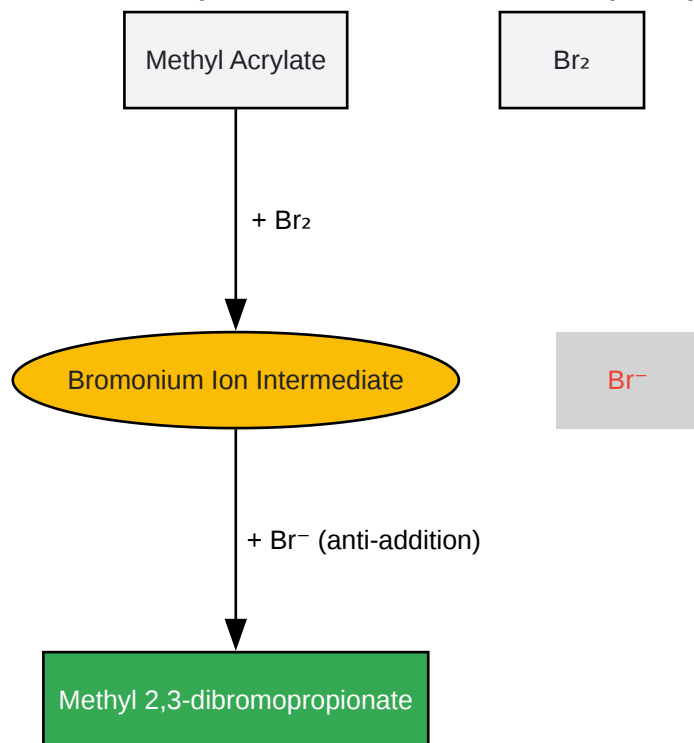 Methyl Acrylate
Br₂
+ Br₂
Bromonium Ion Intermediate
Br⁻
+ Br⁻ (anti-addition)
Methyl 2,3-dibromopropionate